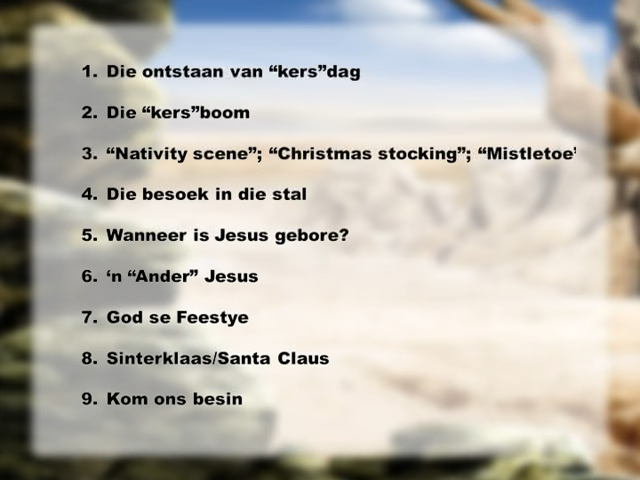 1. Die ontstaan van “kers”dag
2. Die “kers”boom
3. “Nativity scene”; “Christmas stocking”; “Mistletoe’
4. Die besoek in die stal
5. Wanneer is Jesus gebore?
6. ‘n “Ander” Jesus
7. God se Feestye
8. Sinterklaas/Santa Claus
9. Kom ons besin